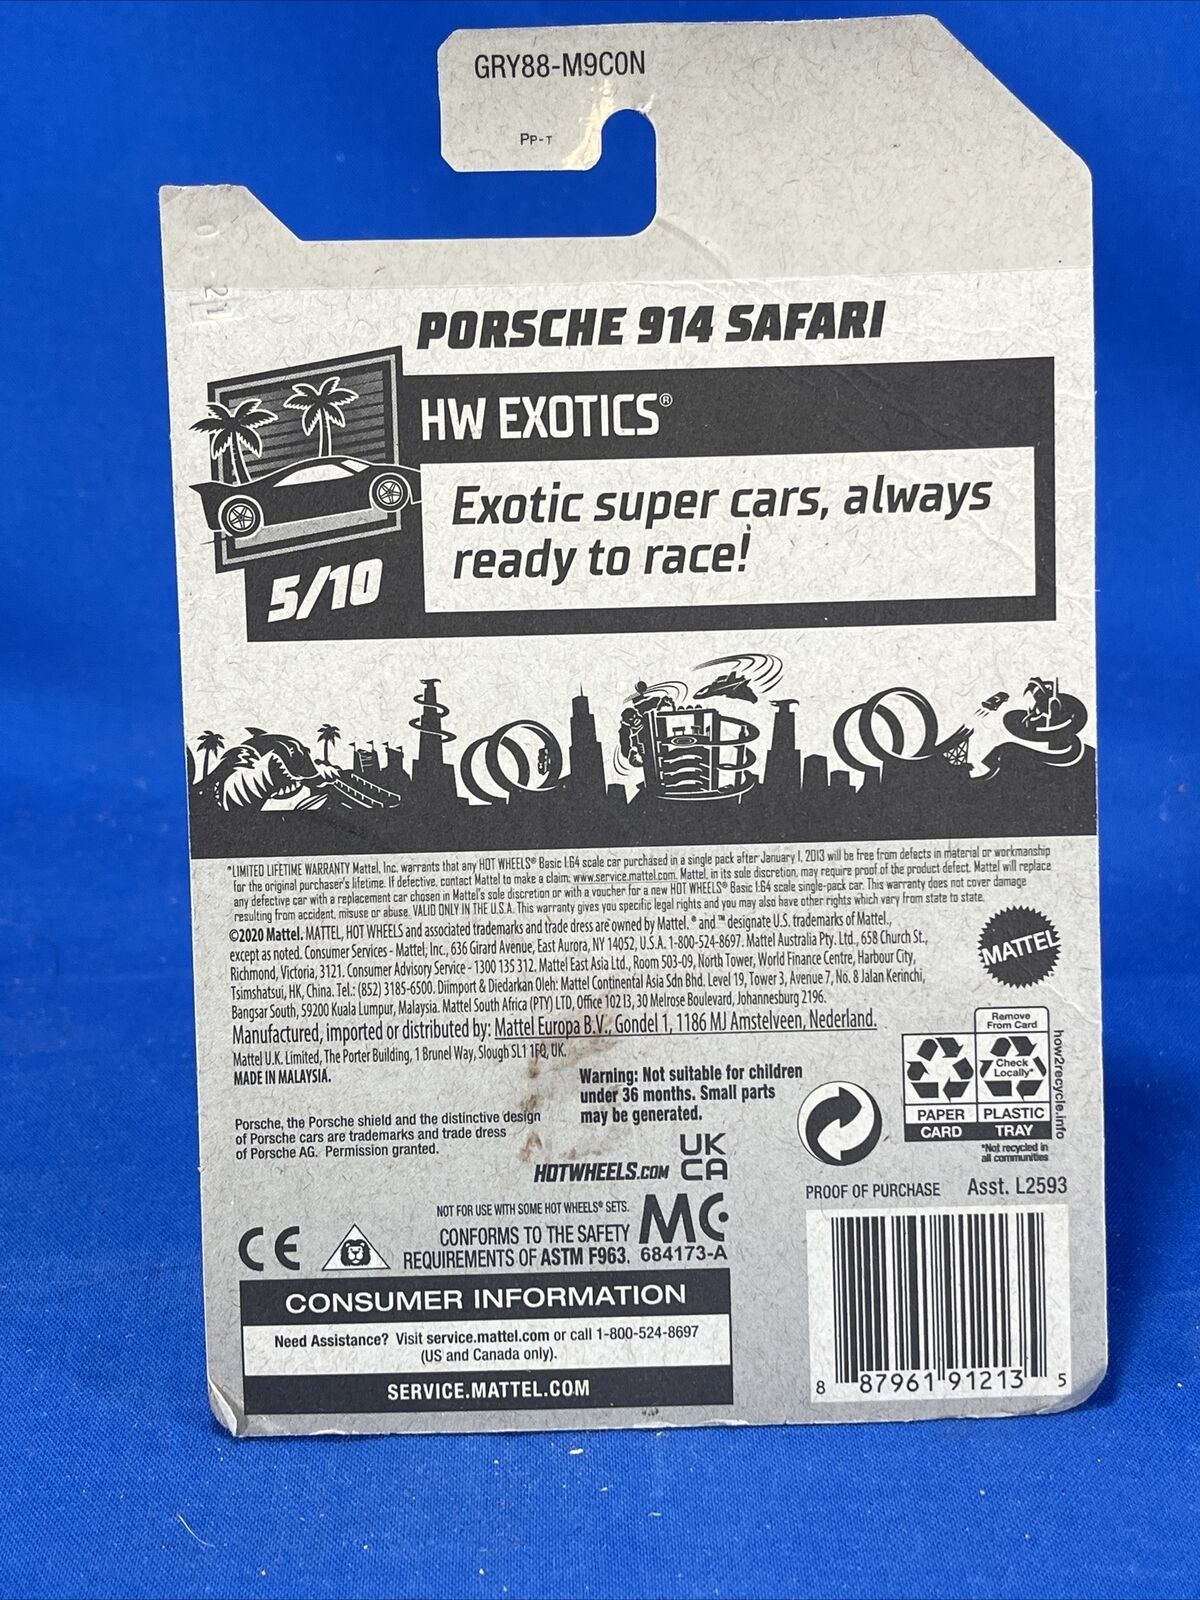 GRY88-M9C0N
PP-T
0
21
PORSCHE 914 SAFARI
HW EXOTICS®
Exotic super cars, always
ready to race!
5/10
*LIMITED LIFETIME WARRANTY Mattel, Inc. warrants that any HOT WHEELS® Basic 1:64 scale car purchased in a single pack after January 1, 2013 will be free from defects in material or workmanship
for the original purchaser's lifetime. If defective, contact Mattel to make a claim: www.service.mattel.com. Mattel, in its sole discretion, may require proof of the product defect. Mattel will replace
any defective car with a replacement car chosen in Mattel's sole discretion or with a voucher for a new HOT WHEELS® Basic 1:64 scale single-pack car. This warranty does not cover damage
resulting from accident, misuse or abuse. VALID ONLY IN THE U.S.A. This warranty gives you specific legal rights and you may also have other rights which vary from state to state.
©2020 Mattel. MATTEL, HOT WHEELS and associated trademarks and trade dress are owned by Mattel. ® and ™ designate U.S. trademarks of Mattel,
except as noted. Consumer Services - Mattel, Inc., 636 Girard Avenue, East Aurora, NY 14052, U.S.A. 1-800-524-8697. Mattel Australia Pty. Ltd., 658 Church St.,
Richmond, Victoria, 3121. Consumer Advisory Service - 1300 135 312. Mattel East Asia Ltd., Room 503-09, North Tower, World Finance Centre, Harbour City,
Tsimshatsui, HK, China. Tel.: (852) 3185-6500. Diimport & Diedarkan Oleh: Mattel Continental Asia Sdn Bhd. Level 19, Tower 3, Avenue 7, No. 8 Jalan Kerinchi,
Bangsar South, 59200 Kuala Lumpur, Malaysia. Mattel South Africa (PTY) LTD, Office 102 I3, 30 Melrose Boulevard, Johannesburg 2196.
Manufactured, imported or distributed by: Mattel Europa B.V., Gondel 1, 1186 MJ Amstelveen, Nederland.
Mattel U.K. Limited, The Porter Building, 1 Brunel Way, Slough SL1 1FQ, UK.
MADE IN MALAYSIA.
MATTEL
Warning: Not suitable for children
under 36 months. Small parts
may be generated.
Porsche, the Porsche shield and the distinctive design
of Porsche cars are trademarks and trade dress
of Porsche AG. Permission granted.
HOTWHEELS.COM
UK
CA
Remove
From Card
Check
Locally*
PAPER
PLASTIC
CARD
TRAY
how2recycle.info
*Not recycled in
all communities
NOT FOR USE WITH SOME HOT WHEELS® SETS.
CONFORMS TO THE SAFETY
REQUIREMENTS OF ASTM F963.
MC
684173-A
CE
PROOF OF PURCHASE
Asst. L2593
CONSUMER INFORMATION
Need Assistance? Visit service.mattel.com or call 1-800-524-8697
(US and Canada only).
SERVICE.MATTEL.COM
8 87961 91213 5